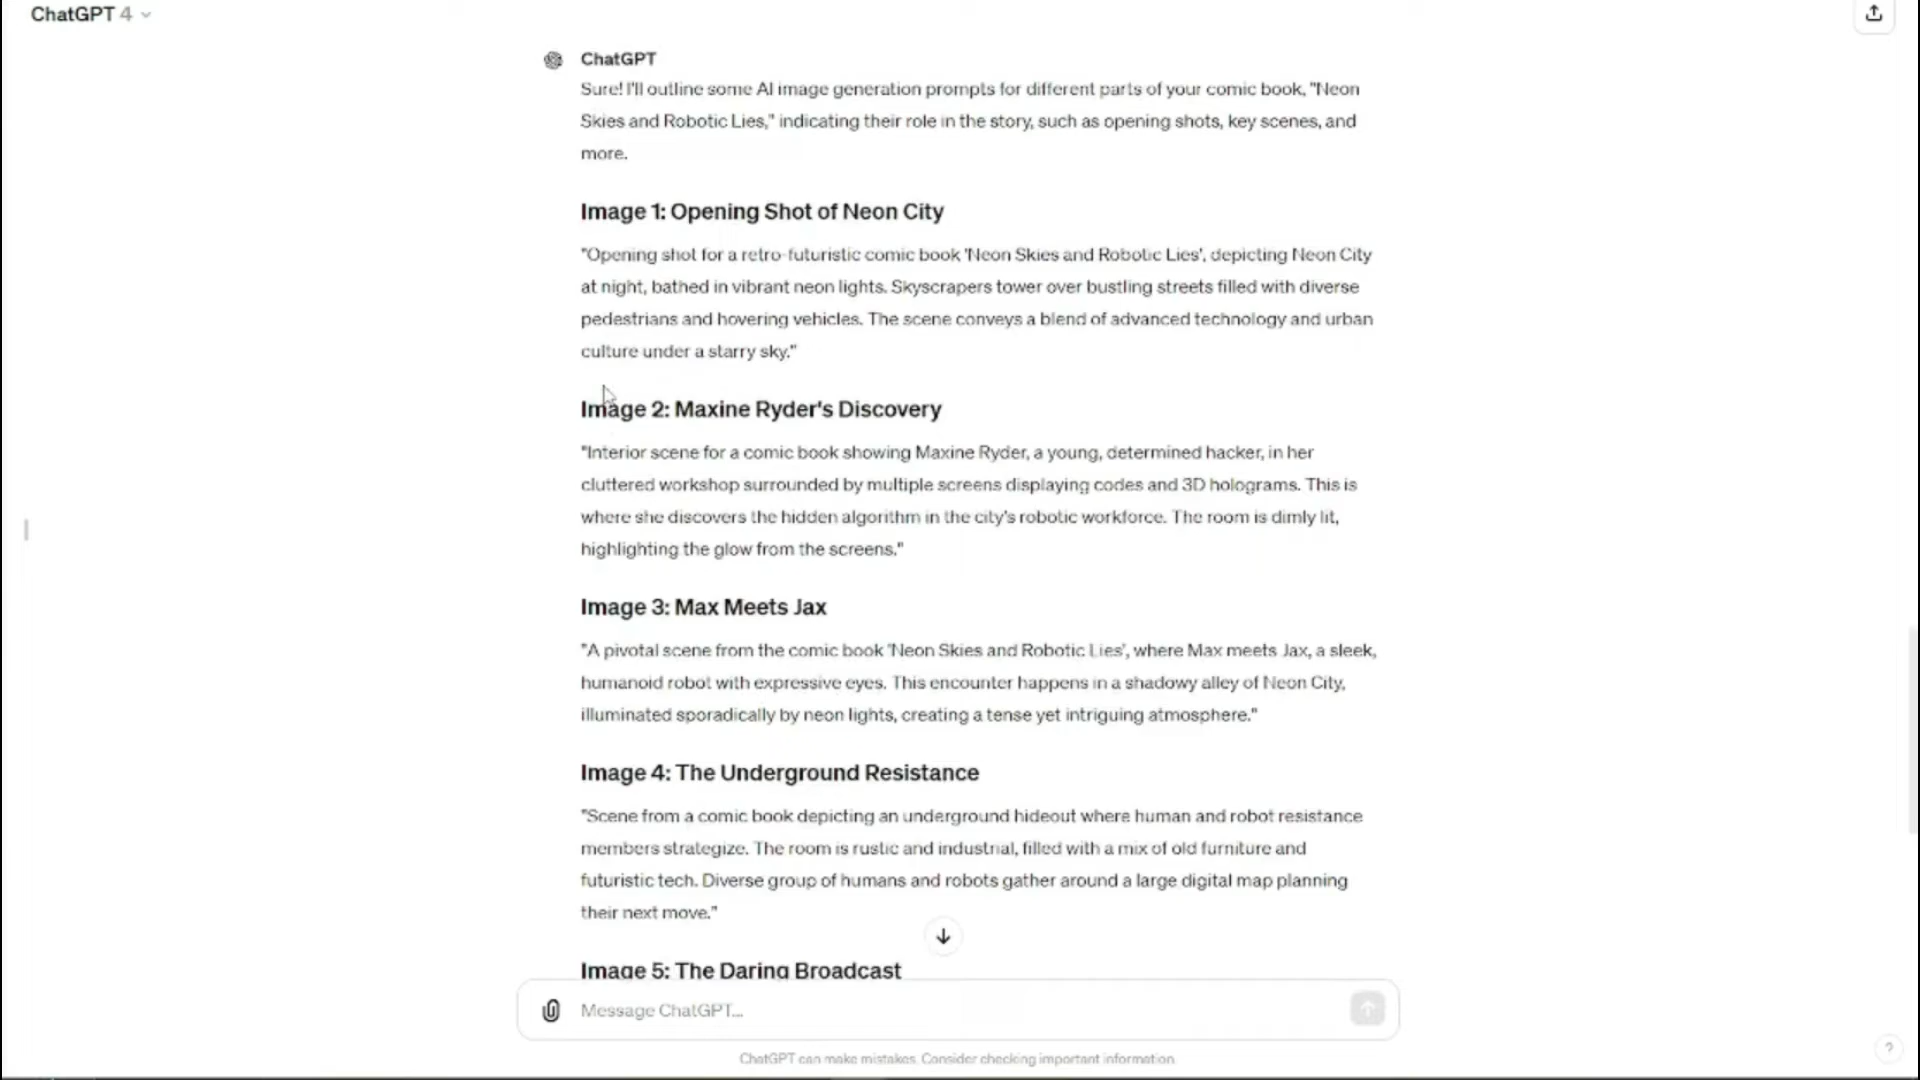 ChatGPT 4
ChatGPT
Sure! I'll outline some AI image generation prompts for different parts of your comic book, "Neon
Skies and Robotic Lies," indicating their role in the story, such as opening shots, key scenes, and
more.
Image 1: Opening Shot of Neon City
"Opening shot for a retro-futuristic comic book 'Neon Skies and Robotic Lies', depicting Neon City
at night, bathed in vibrant neon lights. Skyscrapers tower over bustling streets filled with diverse
pedestrians and hovering vehicles. The scene conveys a blend of advanced technology and urban
culture under a starry sky."
Image 2: Maxine Ryder's Discovery
"Interior scene for a comic book showing Maxine Ryder, a young, determined hacker, in her
cluttered workshop surrounded by multiple screens displaying codes and 3D holograms. This is
where she discovers the hidden algorithm in the city's robotic workforce. The room is dimly lit,
highlighting the glow from the screens."
Image 3: Max Meets Jax
"A pivotal scene from the comic book 'Neon Skies and Robotic Lies', where Max meets Jax, a sleek,
humanoid robot with expressive eyes. This encounter happens in a shadowy alley of Neon City,
illuminated sporadically by neon lights, creating a tense yet intriguing atmosphere."
Image 4: The Underground Resistance
"Scene from a comic book depicting an underground hideout where human and robot resistance
members strategize. The room is rustic and industrial, filled with a mix of old furniture and
futuristic tech. Diverse group of humans and robots gather around a large digital map planning
their next move."
Image 5: The Daring Broadcast
Message ChatGPT...
ChatGPT can make mistakes. Consider checking important information.
?